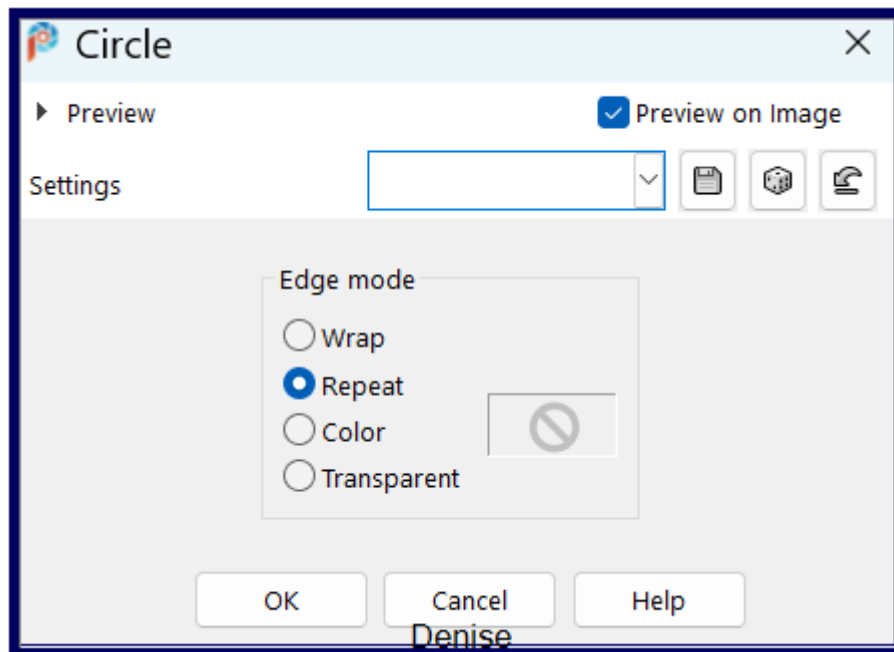 Circle
Preview
Preview on Image
Settings
Edge mode
Wrap
Repeat
Color
Transparent
OK Cancel Help
Denise